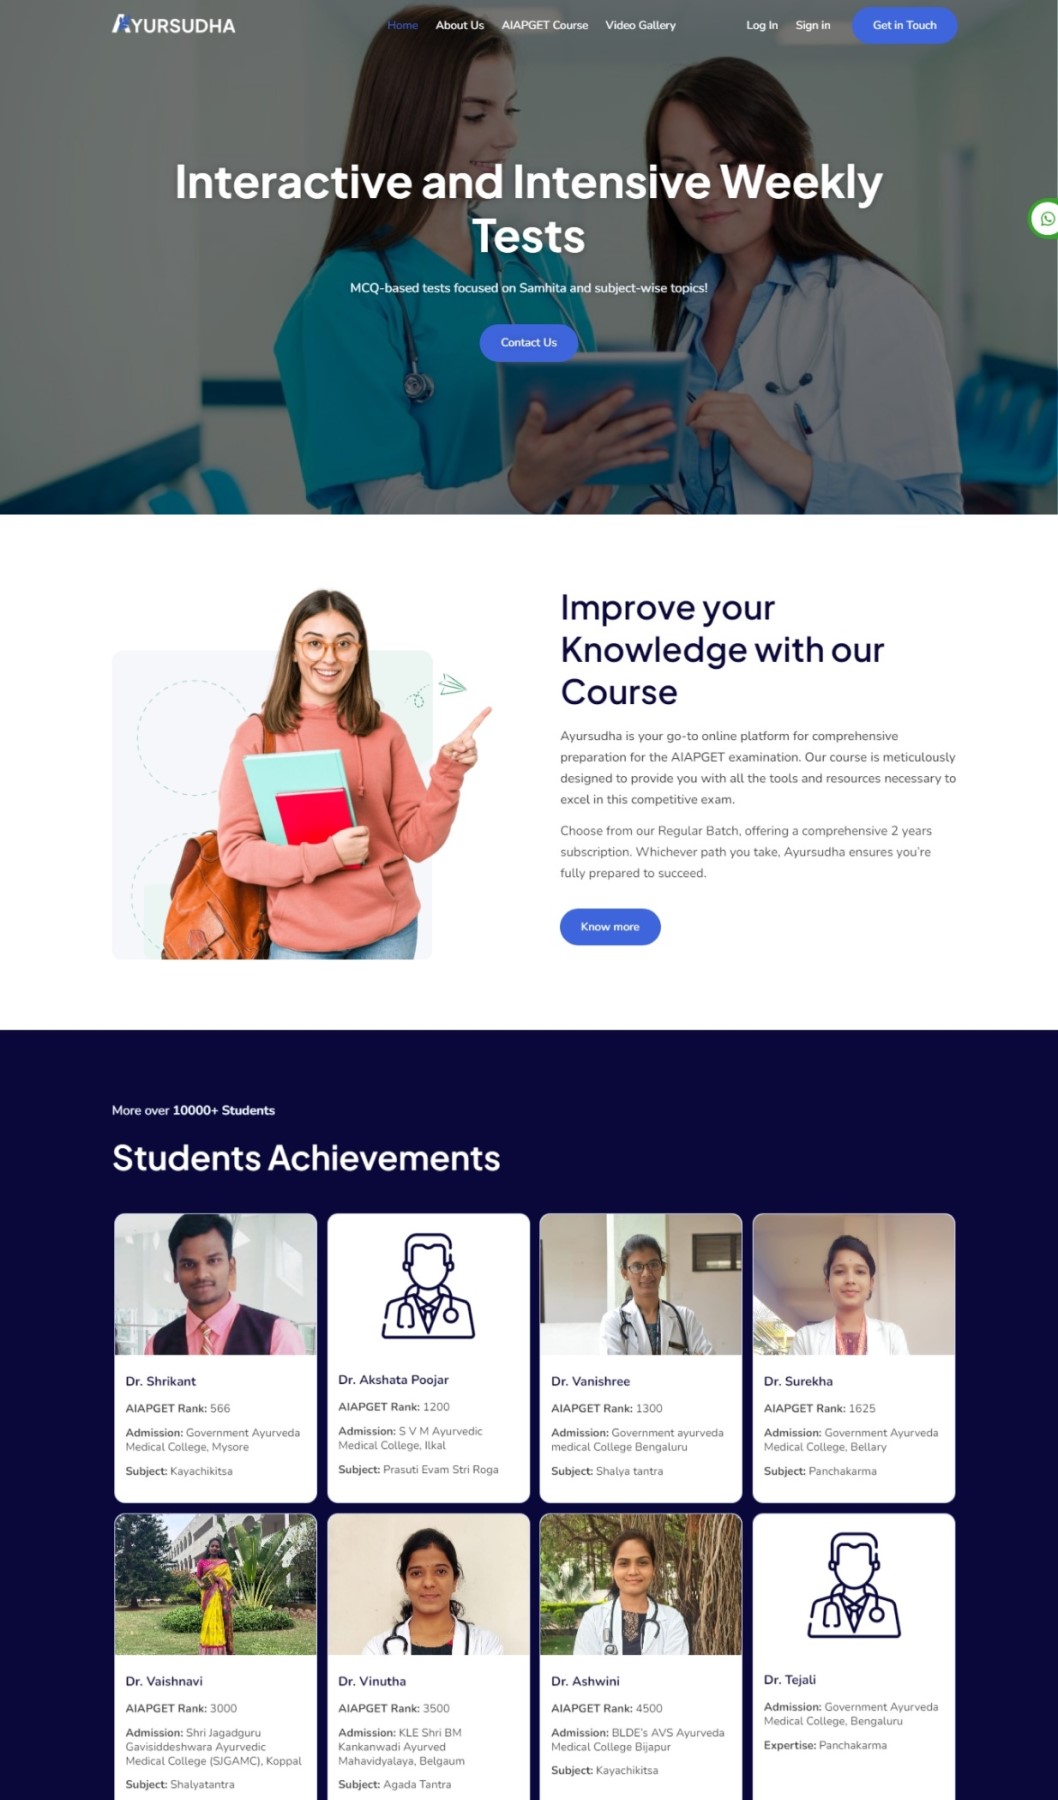 AYURSUDHA
Home About Us AIAPGET Course Video Gallery Log In Sign in Get in Touch
Interactive and Intensive Weekly
Tests
MCQ-based tests focused on Samhita and subject-wise topics!
Contact Us
Improve your
Knowledge with our
Course
Ayursudha is your go-to online platform for comprehensive
preparation for the AIAPGET examination. Our course is meticulously
designed to provide you with all the tools and resources necessary to
excel in this competitive exam.
Choose from our Regular Batch, offering a comprehensive 2 years
subscription. Whichever path you take, Ayursudha ensures you're
fully prepared to succeed.
Know more
More over 10000+ Students
Students Achievements
Dr. Shrikant
AIAPGET Rank: 566
Admission: Government Ayurveda
Medical College, Mysore
Subject: Kayachikitsa
Dr. Akshata Poojar
AIAPGET Rank: 1200
Admission: S V M Ayurvedic
Medical College, Ilkal
Subject: Prasuti Evam Stri Roga
Dr. Vanishree
AIAPGET Rank: 1300
Admission: Government ayurveda
medical College Bengaluru
Subject: Shalya tantra
Dr. Surekha
AIAPGET Rank: 1625
Admission: Government Ayurveda
Medical College, Bellary
Subject: Panchakarma
Dr. Vaishnavi
AIAPGET Rank: 3000
Admission: Shri Jagadguru
Gavisiddeshwara Ayurvedic
Medical College (SJGAMC), Koppal
Subject: Shalyatantra
Dr. Vinutha
AIAPGET Rank: 3500
Admission: KLE Shri BM
Kankanwadi Ayurved
Mahavidyalaya, Belgaum
Subject: Agada Tantra
Dr. Ashwini
AIAPGET Rank: 4500
Admission: BLDE's AVS Ayurveda
Medical College Bijapur
Subject: Kayachikitsa
Dr. Tejali
Admission: Government Ayurveda
Medical College, Bengaluru
Expertise: Panchakarma